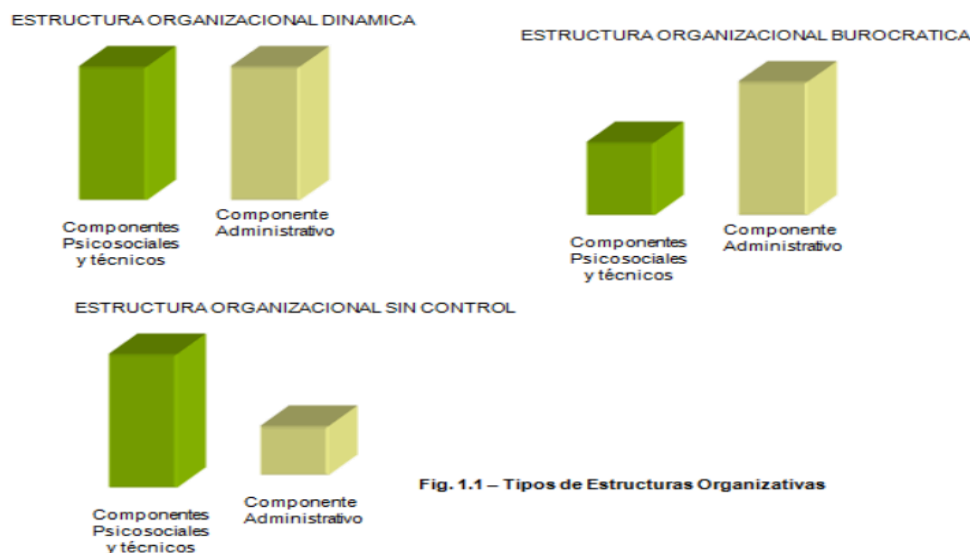 ESTRUCTURA ORGANIZACIONAL DINAMICA
Componentes
Psicosociales
y técnicos
Componente
Administrativo
ESTRUCTURA ORGANIZACIONAL BUROCRATICA
Componentes
Psicosociales
y técnicos
Componente
Administrativo
ESTRUCTURA ORGANIZACIONAL SIN CONTROL
Componentes
Psicosociales
y técnicos
Componente
Administrativo
Fig. 1.1 – Tipos de Estructuras Organizativas